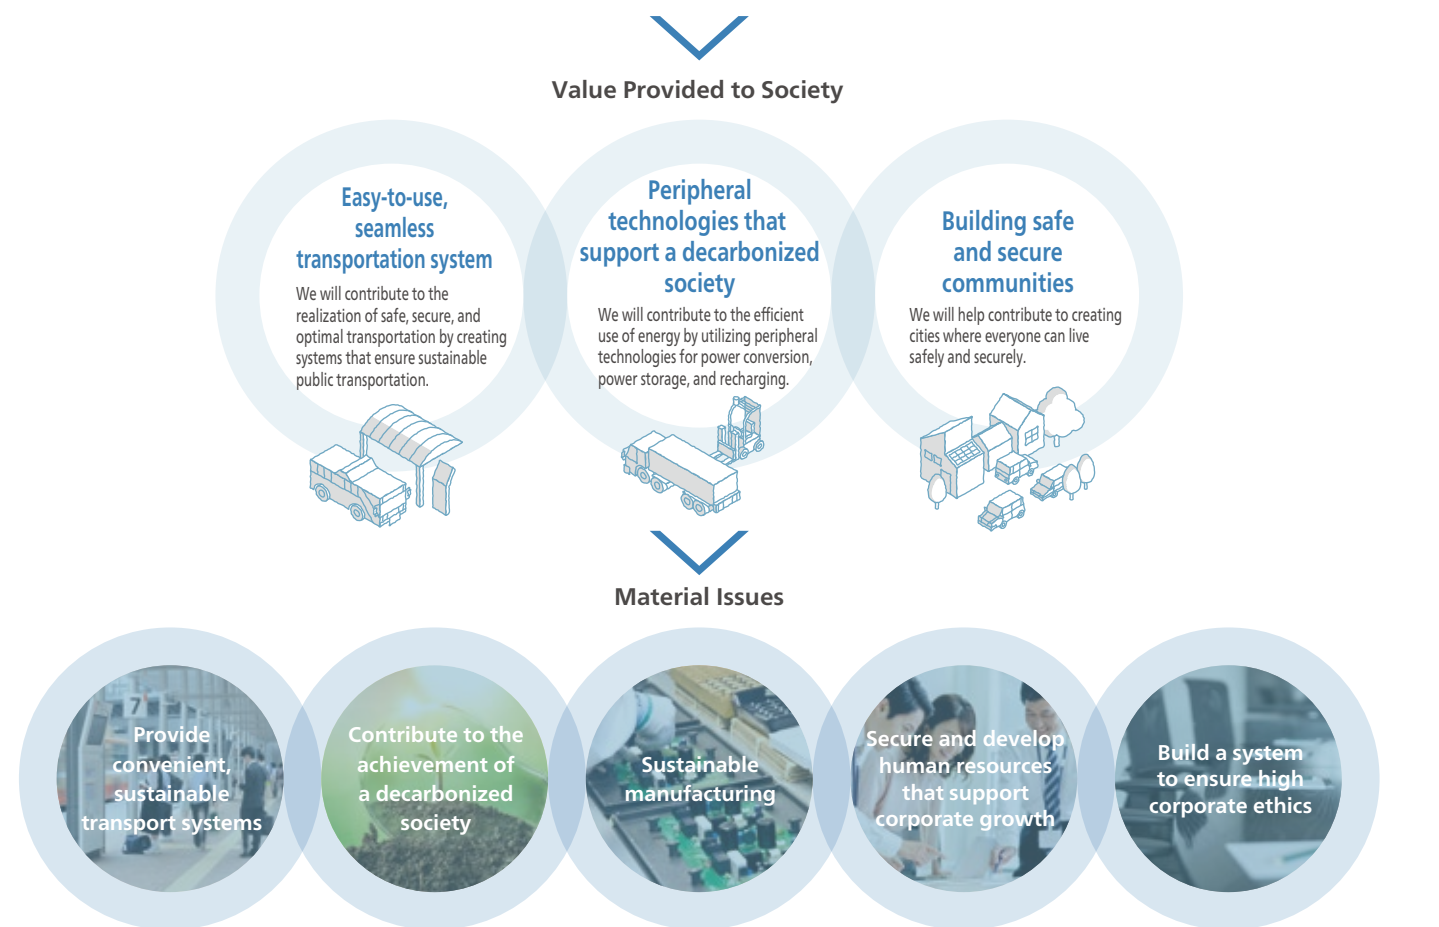 Value Provided to Society
Easy-to-use,
seamless
transportation system
We will contribute to the
realization of safe, secure, and
optimal transportation by creating
systems that ensure sustainable
public transportation.
Peripheral
technologies that
support a decarbonized
society
We will contribute to the efficient
use of energy by utilizing peripheral
technologies for power conversion,
power storage, and recharging.
Building safe
and secure
communities
We will help contribute to creating
cities where everyone can live
safely and securely.
Material Issues
7
Provide
convenient,
sustainable
transport systems
Contribute to the
achievement of
a decarbonized
society
Sustainable
manufacturing
Secure and develop
human resources
that support
corporate growth
Build a system
to ensure high
corporate ethics